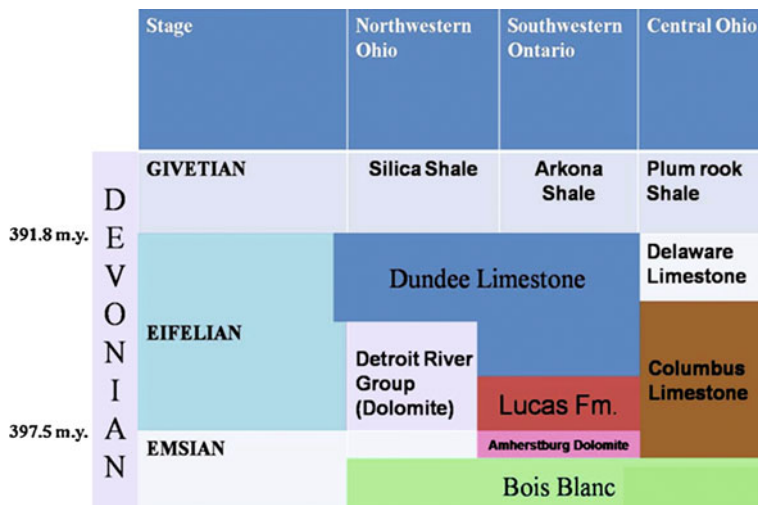 Stage
Northwestern
Ohio
Southwestern
Ontario
Central Ohio
DEVONIAN
GIVETIAN
Silica Shale
Arkona
Shale
Plum rook
Shale
391.8 m.y.
Dundee Limestone
Delaware
Limestone
EIFELIAN
Detroit River
Group
(Dolomite)
Lucas Fm.
Columbus
Limestone
397.5 m.y.
EMSIAN
Amherstburg Dolomite
Bois Blanc